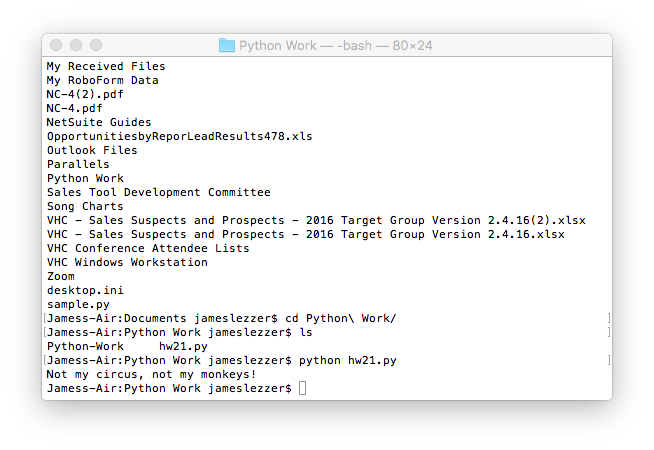 Python Work — -bash — 80×24
My Received Files
My RoboForm Data
NC-4(2).pdf
NC-4.pdf
NetSuite Guides
OpportunitiesbyReporLeadResults478.xls
Outlook Files
Parallels
Python Work
Sales Tool Development Committee
Song Charts
VHC - Sales Suspects and Prospects - 2016 Target Group Version 2.4.16(2).xlsx
VHC - Sales Suspects and Prospects - 2016 Target Group Version 2.4.16.xlsx
VHC Conference Attendee Lists
VHC Windows Workstation
Zoom
desktop.ini
sample.py
[Jamess-Air:Documents jameslezzer$ cd Python\ Work/ ]
[Jamess-Air:Python Work jameslezzer$ ls ]
Python-Work     hw21.py
[Jamess-Air:Python Work jameslezzer$ python hw21.py ]
Not my circus, not my monkeys!
Jamess-Air:Python Work jameslezzer$